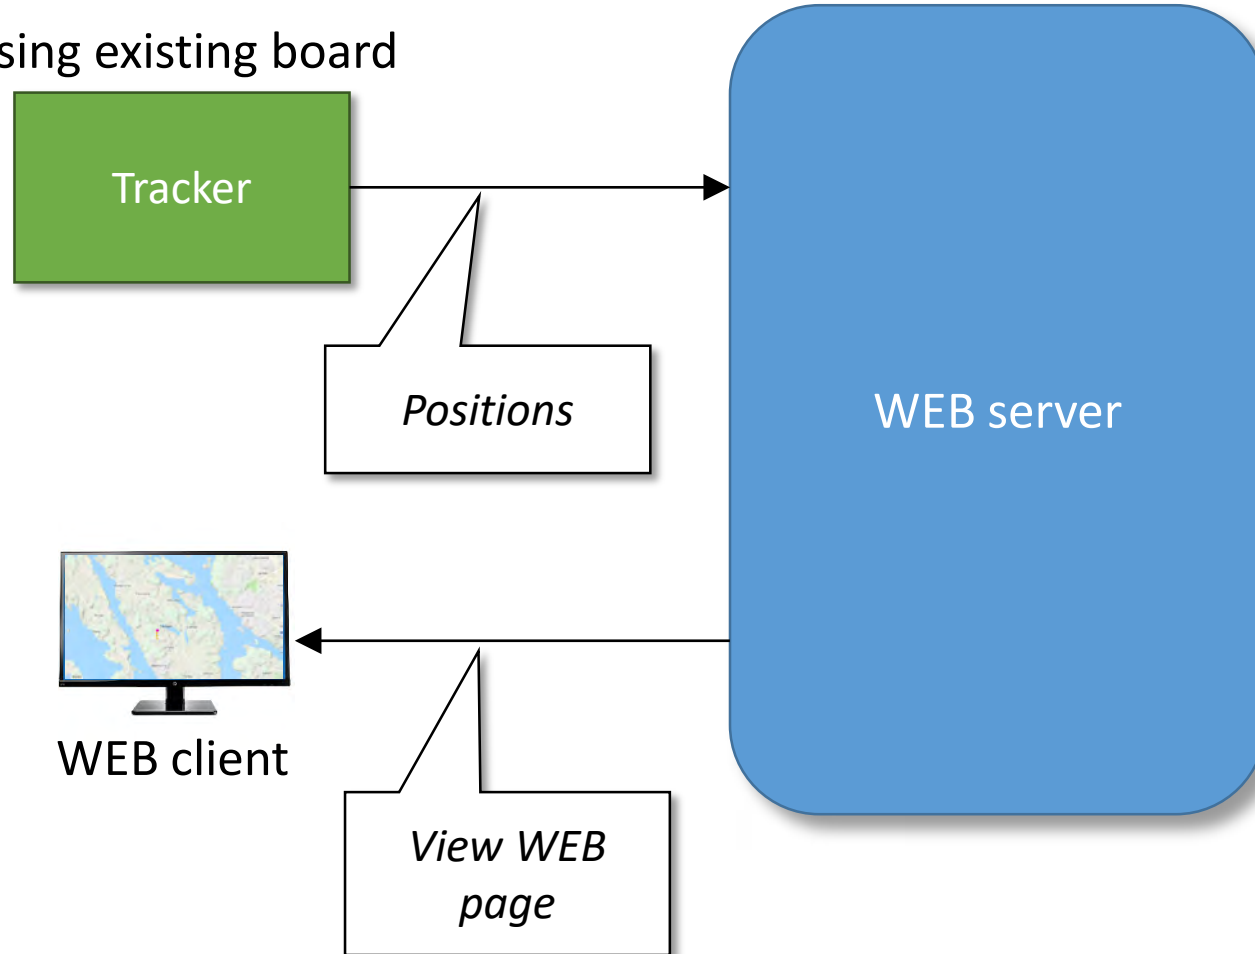 sing existing board
Tracker
Positions
WEB server
WEB client
View WEB
page